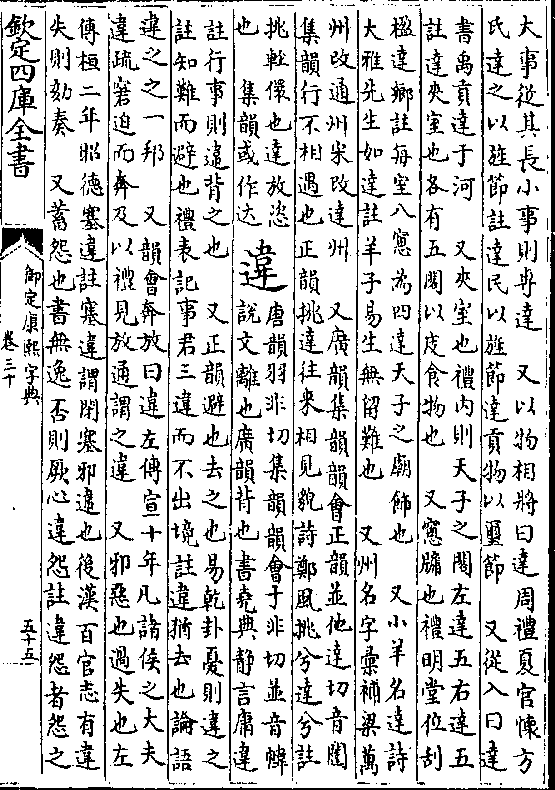 大事從其長小事則專達　又以物相將曰達周禮夏官懷方
氏達之以旌節註達民以旌節達貢物以璽節　又從入曰達
書禹貢達于河　又夾室也禮內則天子之閣左達五右達五
註達夾室也各有五閣以庋食物也　又窻牖也禮明堂位刮
楹達鄉註每室八窻為四達天子之廟飾也　又小羊名達詩
大雅先生如達註羊子易生無留難也　又州名字彙補梁萬
州改通州宋改達州　又廣韻集韻韻會正韻並他達切音闥
集韻行不相遇也正韻挑達往來相見貌詩鄭風挑兮達兮註
挑輕儇也達放恣
也　集韻或作达
違
唐韻羽非切集韻韻會于非切並音幃
說文離也廣韻背也書堯典静言庸違
註行事則違背之也　又正韻避也去之也易乾卦憂則違之
註知難而避也禮表記事君三違而不出境註違猶去也論語
違之之一邦　又韻會奔放曰違左傳宣十年凡諸侯之大夫
違疏窘迫而奔及以禮見放通謂之違　又邪惡也過失也左
傳桓二年昭德塞違註塞違謂閉塞邪違也後漢百官志有違
失則劾奏　又蓄怨也書無逸否則厥心違怨註違怨者怨之
欽定四庫全書
御定康熙字典
卷三十
五十五